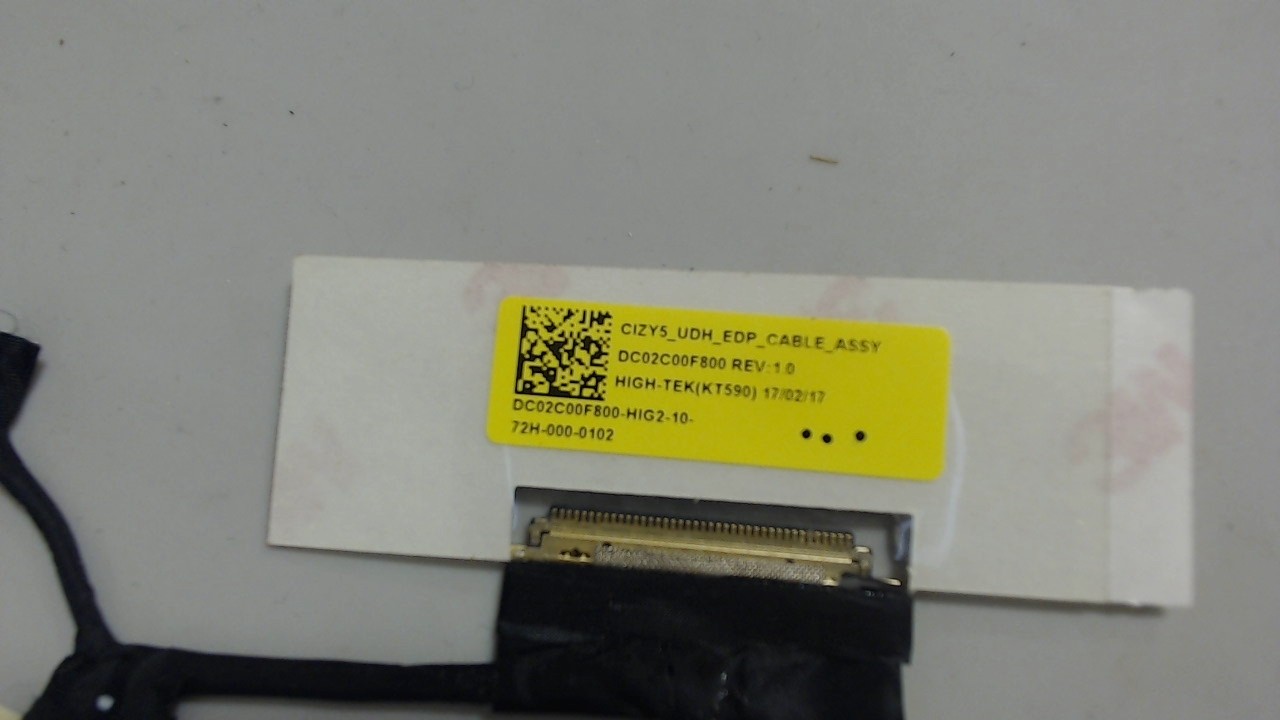 CIZY5_UDH_EDP_CABLE_ASSY
DC02C00F800 REV:1.0
HIGH-TEK(KT590) 17/02/17
DC02C00F800-HIG2-10-
72H-000-0102